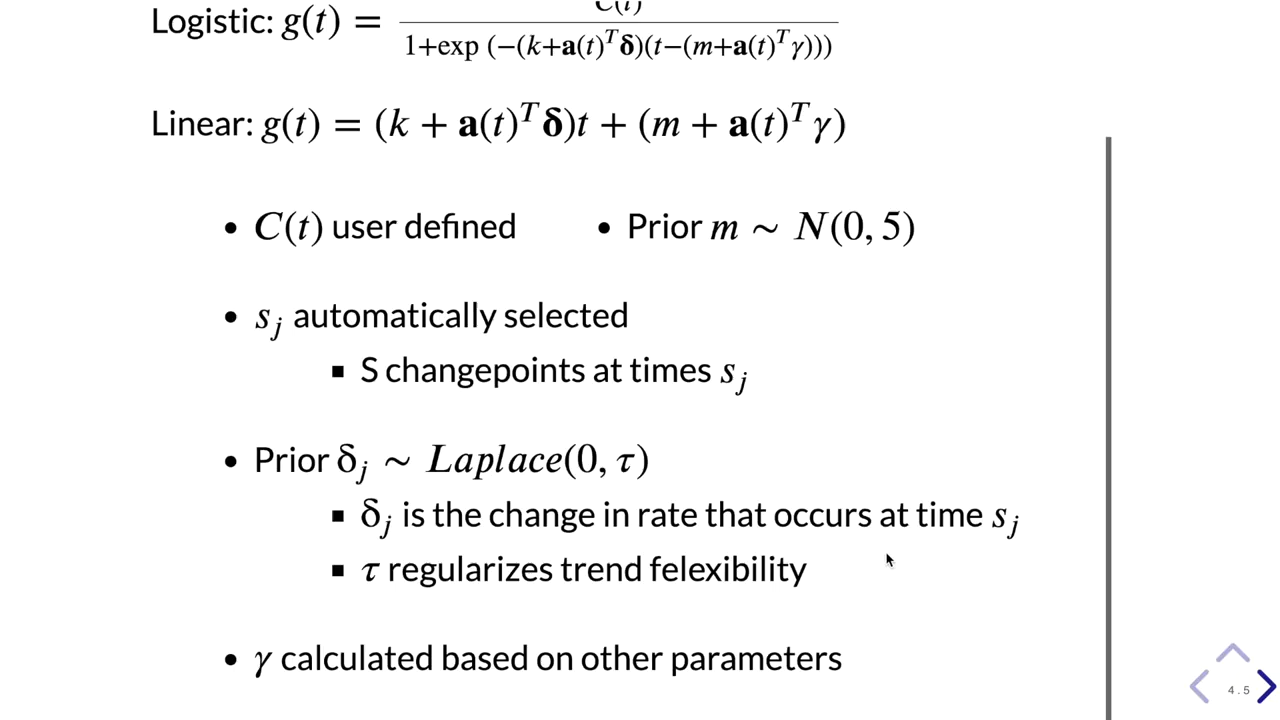 Logistic: g(t) = C(t) / 1+exp (−(k+a(t)^T δ)(t−(m+a(t)^T γ)))
Linear: g(t) = (k + a(t)^T δ)t + (m + a(t)^T γ)
• C(t) user defined • Prior m ∼ N(0, 5)
• s_j automatically selected
▪ S changepoints at times s_j
• Prior δ_j ∼ Laplace(0, τ)
▪ δ_j is the change in rate that occurs at time s_j
▪ τ regularizes trend felexibility
• γ calculated based on other parameters
4.5